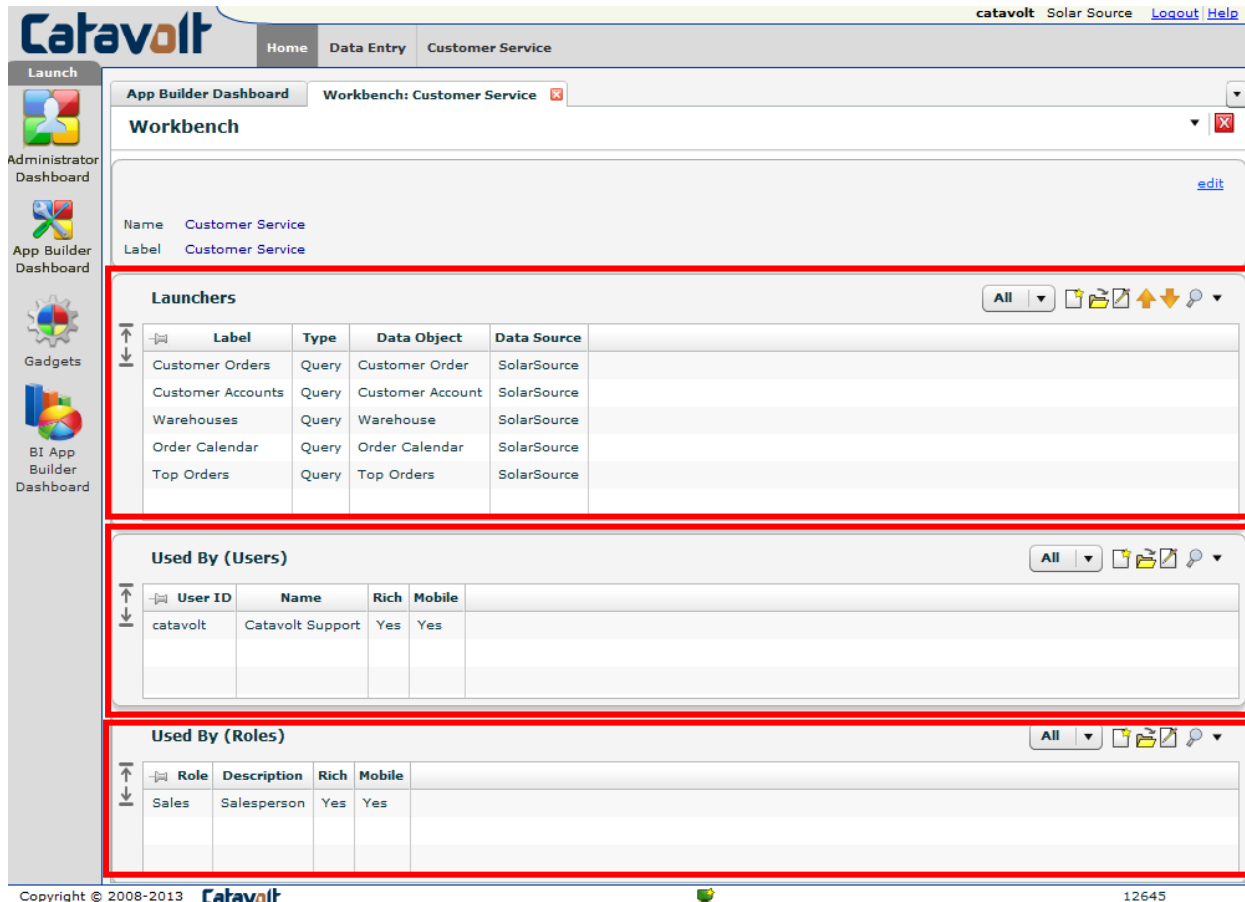 catavolt Solar Source Logout Help
Catavolt
Home Data Entry Customer Service
Launch
App Builder Dashboard Workbench: Customer Service
Workbench
Administrator
Dashboard
edit
Name Customer Service
App Builder
Dashboard
Label Customer Service
Launchers All
Label Type Data Object Data Source
Gadgets
Customer Orders Query Customer Order SolarSource
Customer Accounts Query Customer Account SolarSource
Warehouses Query Warehouse SolarSource
Order Calendar Query Order Calendar SolarSource
BI App
Builder
Dashboard
Top Orders Query Top Orders SolarSource
Used By (Users) All
User ID Name Rich Mobile
catavolt Catavolt Support Yes Yes
Used By (Roles) All
Role Description Rich Mobile
Sales Salesperson Yes Yes
Copyright © 2008-2013 Catavolt 12645